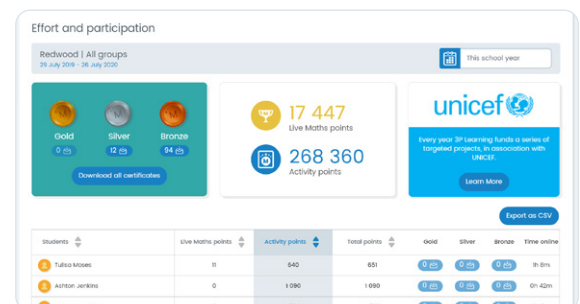 Effort and participation
Redwood | All groups
29 July 2019 - 26 July 2020
This school year
Gold
Silver
Bronze
0
12
94
Download all certificates
17 447
Live Maths points
268 360
Activity points
unicef
Every year 3P Learning funds a series of
targeted projects, in association with
UNICEF.
Learn More
Export as CSV
Students Live Maths points Activity points Total points Gold Silver Bronze Time online
Tulisa Moses 11 640 651 0 0 0 1h 8m
Ashton Jenkins 0 1 090 1 090 0 0 0 0h 42m